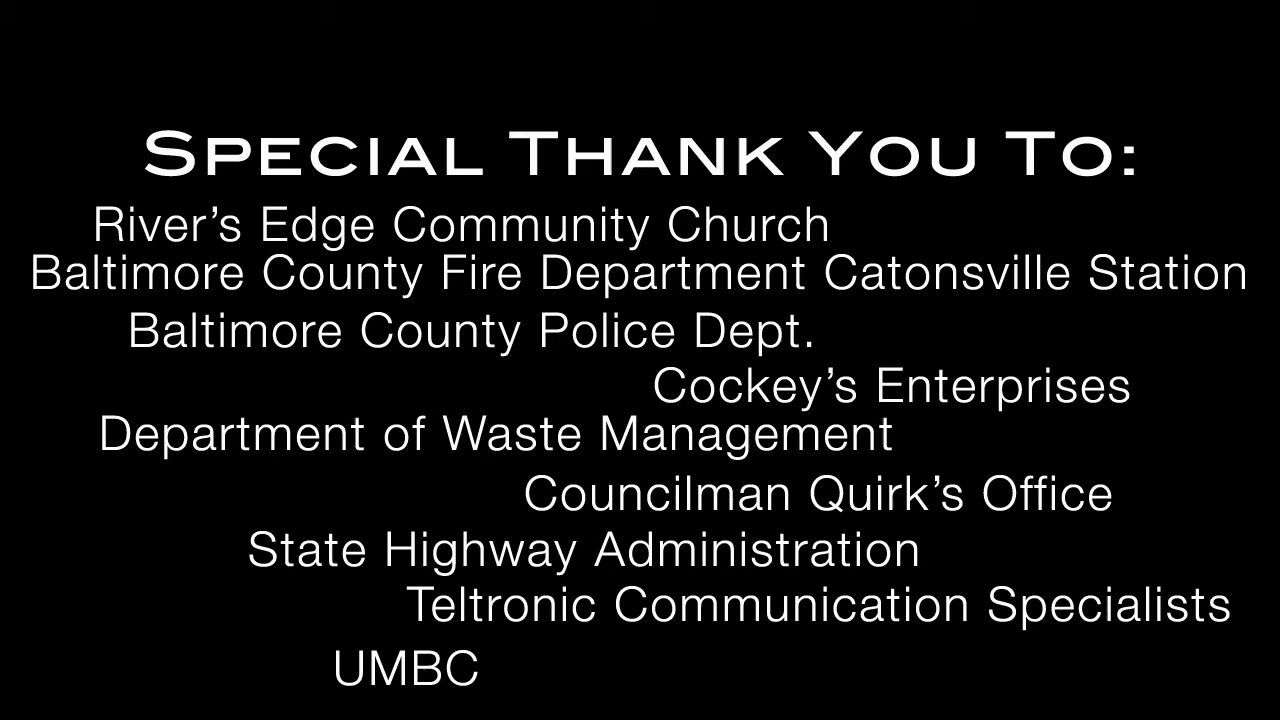 Special Thank You To:
River’s Edge Community Church
Baltimore County Fire Department Catonsville Station
Baltimore County Police Dept.
Cockey’s Enterprises
Department of Waste Management
Councilman Quirk’s Office
State Highway Administration
Teltronic Communication Specialists
UMBC